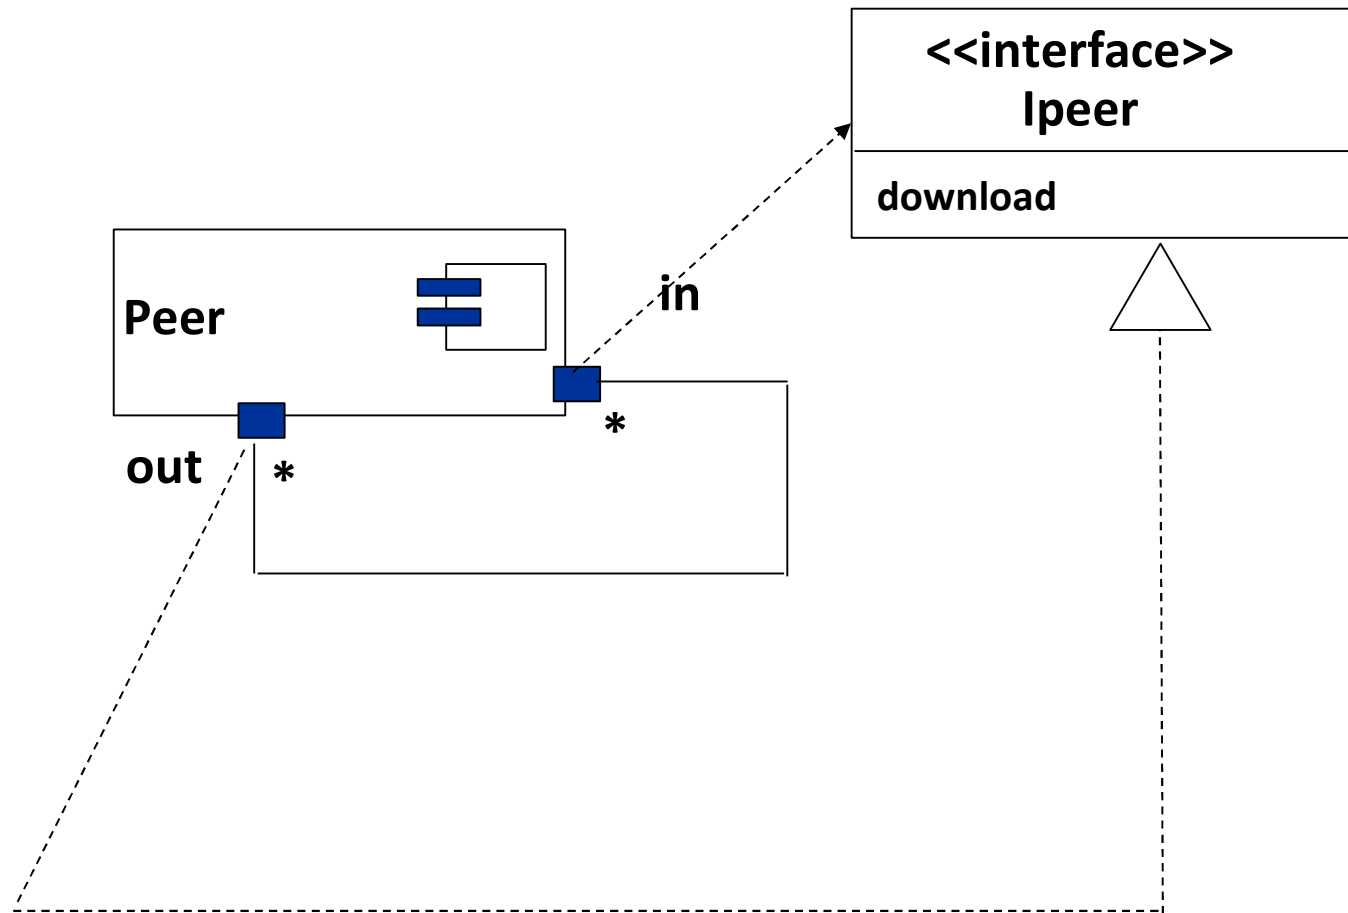 <<interface>>
Ipeer
download
in
Peer
*
out
*